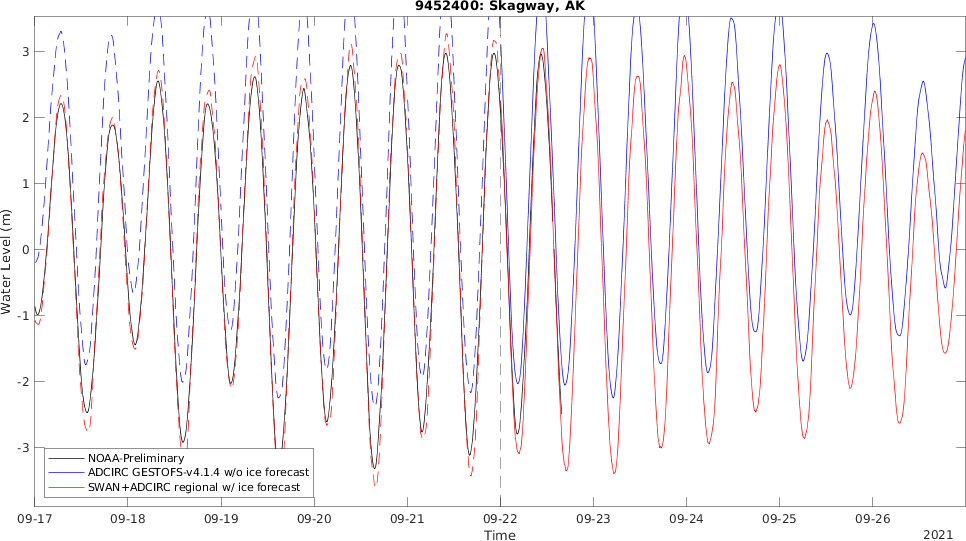 9452400: Skagway, AK
Water Level (m)
3
2
1
0
-1
-2
-3
NOAA-Preliminary
ADCIRC GESTOFS-v4.1.4 w/o ice forecast
SWAN+ADCIRC regional w/ ice forecast
09-17 09-18 09-19 09-20 09-21 09-22 09-23 09-24 09-25 09-26
Time
2021